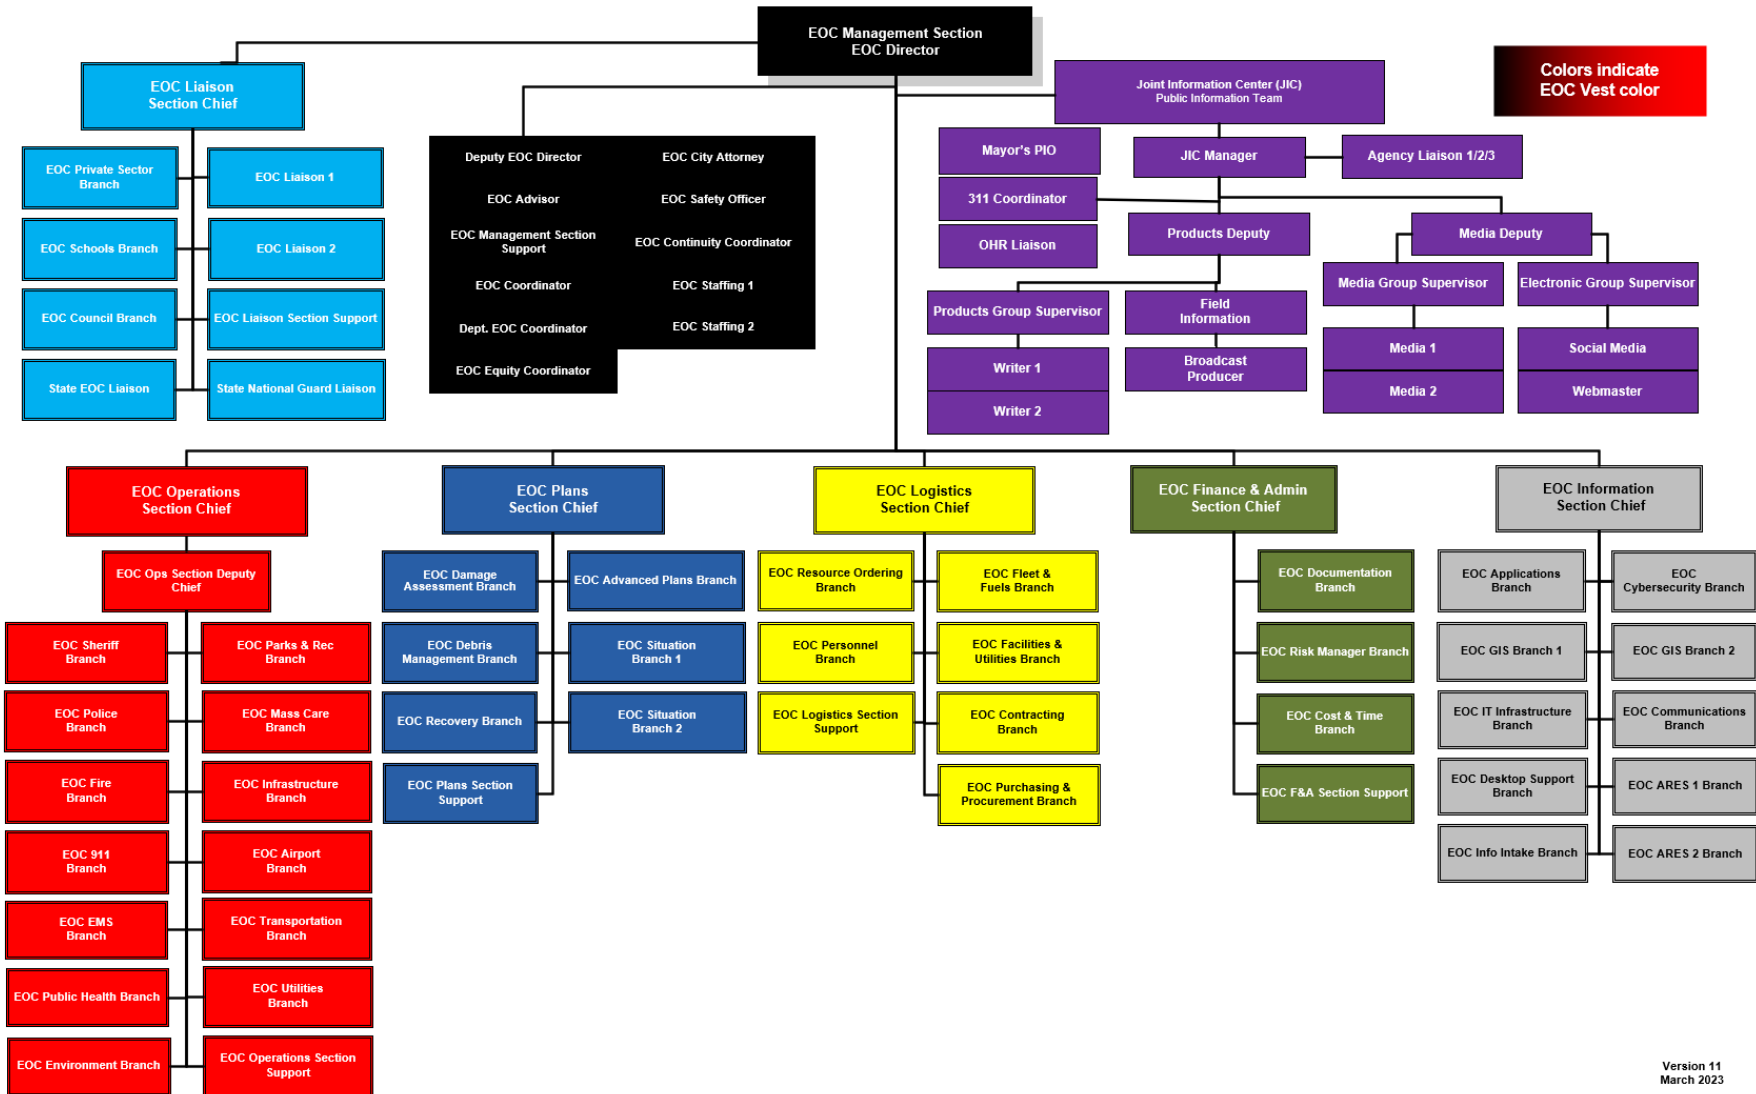 EOC Management Section
EOC Director
Colors indicate
EOC Vest color
EOC Liaison
Section Chief
EOC Private Sector
Branch
EOC Liaison 1
EOC Schools Branch
EOC Liaison 2
EOC Council Branch
EOC Liaison Section Support
State EOC Liaison
State National Guard Liaison
Deputy EOC Director
EOC City Attorney
EOC Advisor
EOC Safety Officer
EOC Management Section
Support
EOC Continuity Coordinator
EOC Coordinator
EOC Staffing 1
Dept. EOC Coordinator
EOC Staffing 2
EOC Equity Coordinator
Joint Information Center (JIC)
Public Information Team
Mayor's PIO
JIC Manager
Agency Liaison 1/2/3
311 Coordinator
OHR Liaison
Products Deputy
Media Deputy
Products Group Supervisor
Field
Information
Media Group Supervisor
Electronic Group Supervisor
Writer 1
Writer 2
Broadcast
Producer
Media 1
Media 2
Social Media
Webmaster
EOC Operations
Section Chief
EOC Ops Section Deputy
Chief
EOC Sheriff
Branch
EOC Parks & Rec
Branch
EOC Police
Branch
EOC Mass Care
Branch
EOC Fire
Branch
EOC Infrastructure
Branch
EOC 911
Branch
EOC Airport
Branch
EOC EMS
Branch
EOC Transportation
Branch
EOC Public Health Branch
EOC Utilities
Branch
EOC Environment Branch
EOC Operations Section
Support
EOC Plans
Section Chief
EOC Damage
Assessment Branch
EOC Advanced Plans Branch
EOC Debris
Management Branch
EOC Situation
Branch 1
EOC Recovery Branch
EOC Situation
Branch 2
EOC Plans Section
Support
EOC Logistics
Section Chief
EOC Resource Ordering
Branch
EOC Fleet &
Fuels Branch
EOC Personnel
Branch
EOC Facilities &
Utilities Branch
EOC Logistics Section
Support
EOC Contracting
Branch
EOC Purchasing &
Procurement Branch
EOC Finance & Admin
Section Chief
EOC Documentation
Branch
EOC Risk Manager Branch
EOC Cost & Time
Branch
EOC F&A Section Support
EOC Information
Section Chief
EOC Applications
Branch
EOC
Cybersecurity Branch
EOC GIS Branch 1
EOC GIS Branch 2
EOC IT Infrastructure
Branch
EOC Communications
Branch
EOC Desktop Support
Branch
EOC ARES 1 Branch
EOC Info Intake Branch
EOC ARES 2 Branch
Version 11
March 2023